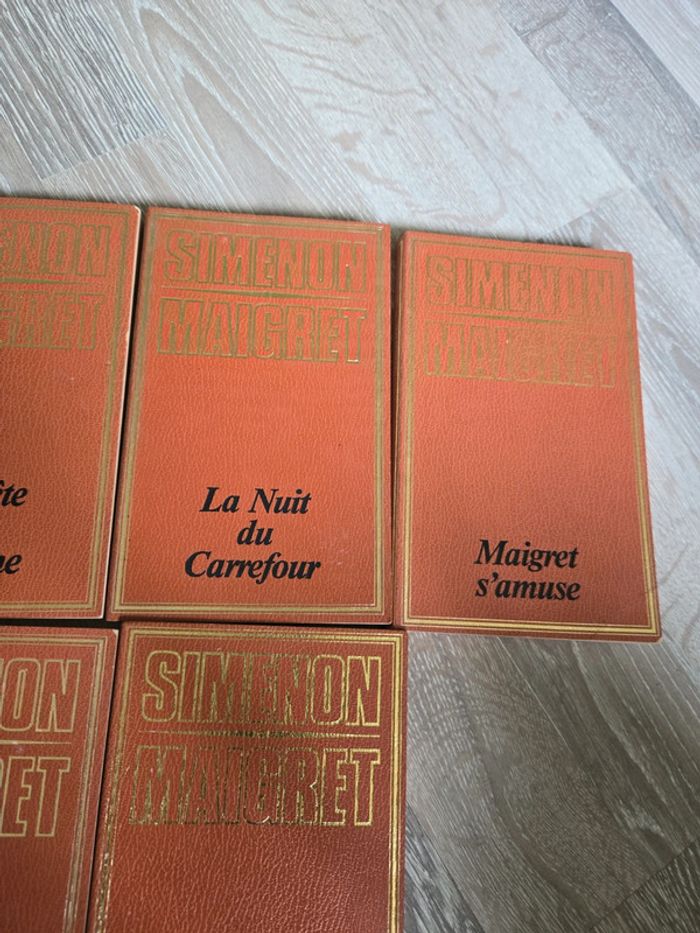 SIMENON
MAIGRET
La Nuit
du
Carrefour
SIMENON
MAIGRET
Maigret
s'amuse
SIMENON
MAIGRET